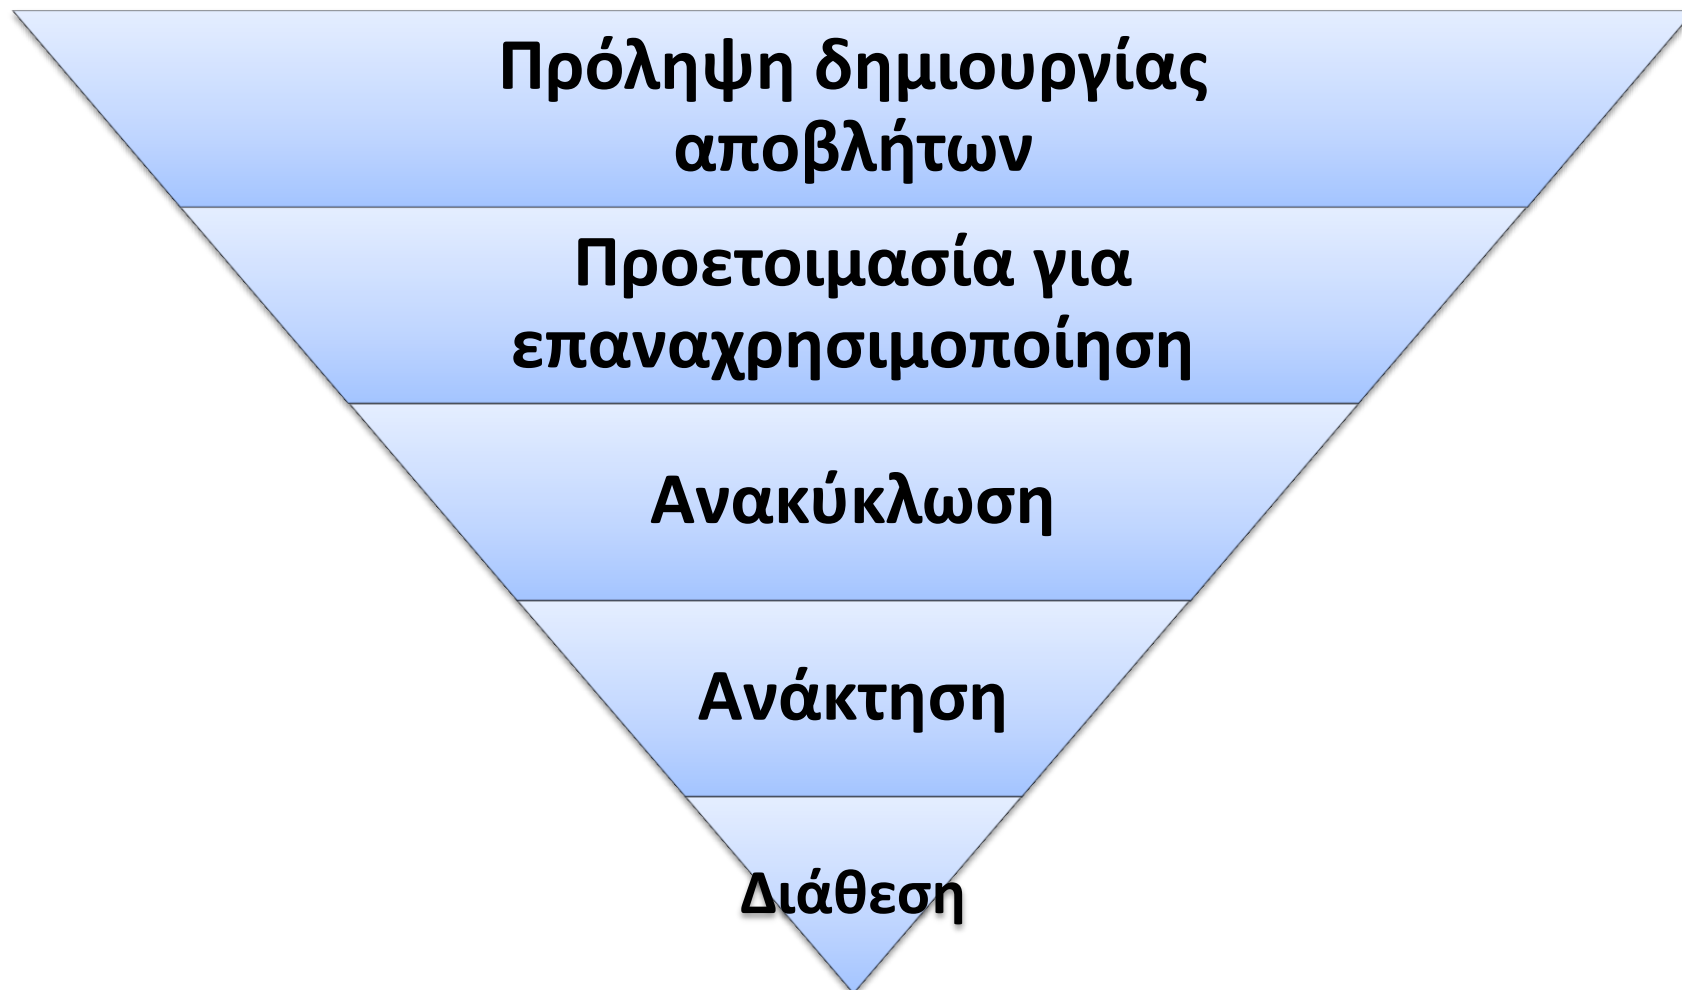 Πρόληψη δημιουργίας
αποβλήτων
Προετοιμασία για
επαναχρησιμοποίηση
Ανακύκλωση
Ανάκτηση
Διάθεση